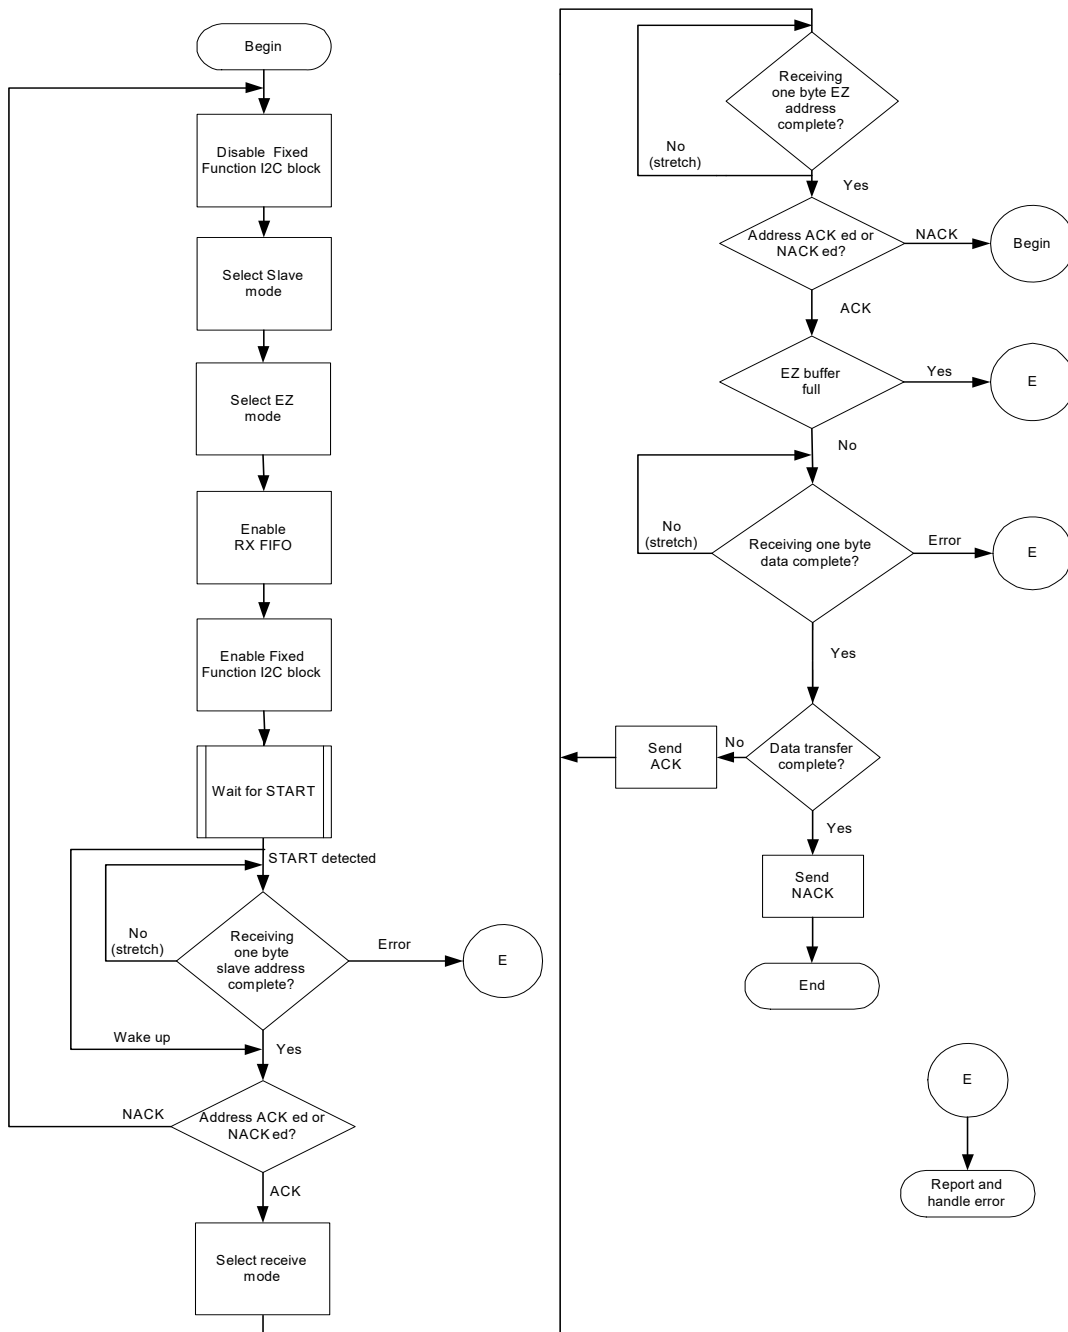 Begin
Disable Fixed
Function I2C block
Select Slave
mode
Select EZ
mode
Enable
RX FIFO
Enable Fixed
Function I2C block
Wait for START
START detected
No
(stretch)
Receiving
one byte
slave address
complete?
Error
E
Wake up
Yes
NACK
Address ACK ed or
NACK ed?
ACK
Select receive
mode
Receiving
one byte EZ
address
complete?
No
(stretch)
Yes
Address ACK ed or
NACK ed?
NACK
Begin
ACK
EZ buffer
full
Yes
E
No
No
(stretch)
Receiving one byte
data complete?
Error
E
Yes
Send
ACK
No
Data transfer
complete?
Yes
Send
NACK
End
E
Report and
handle error